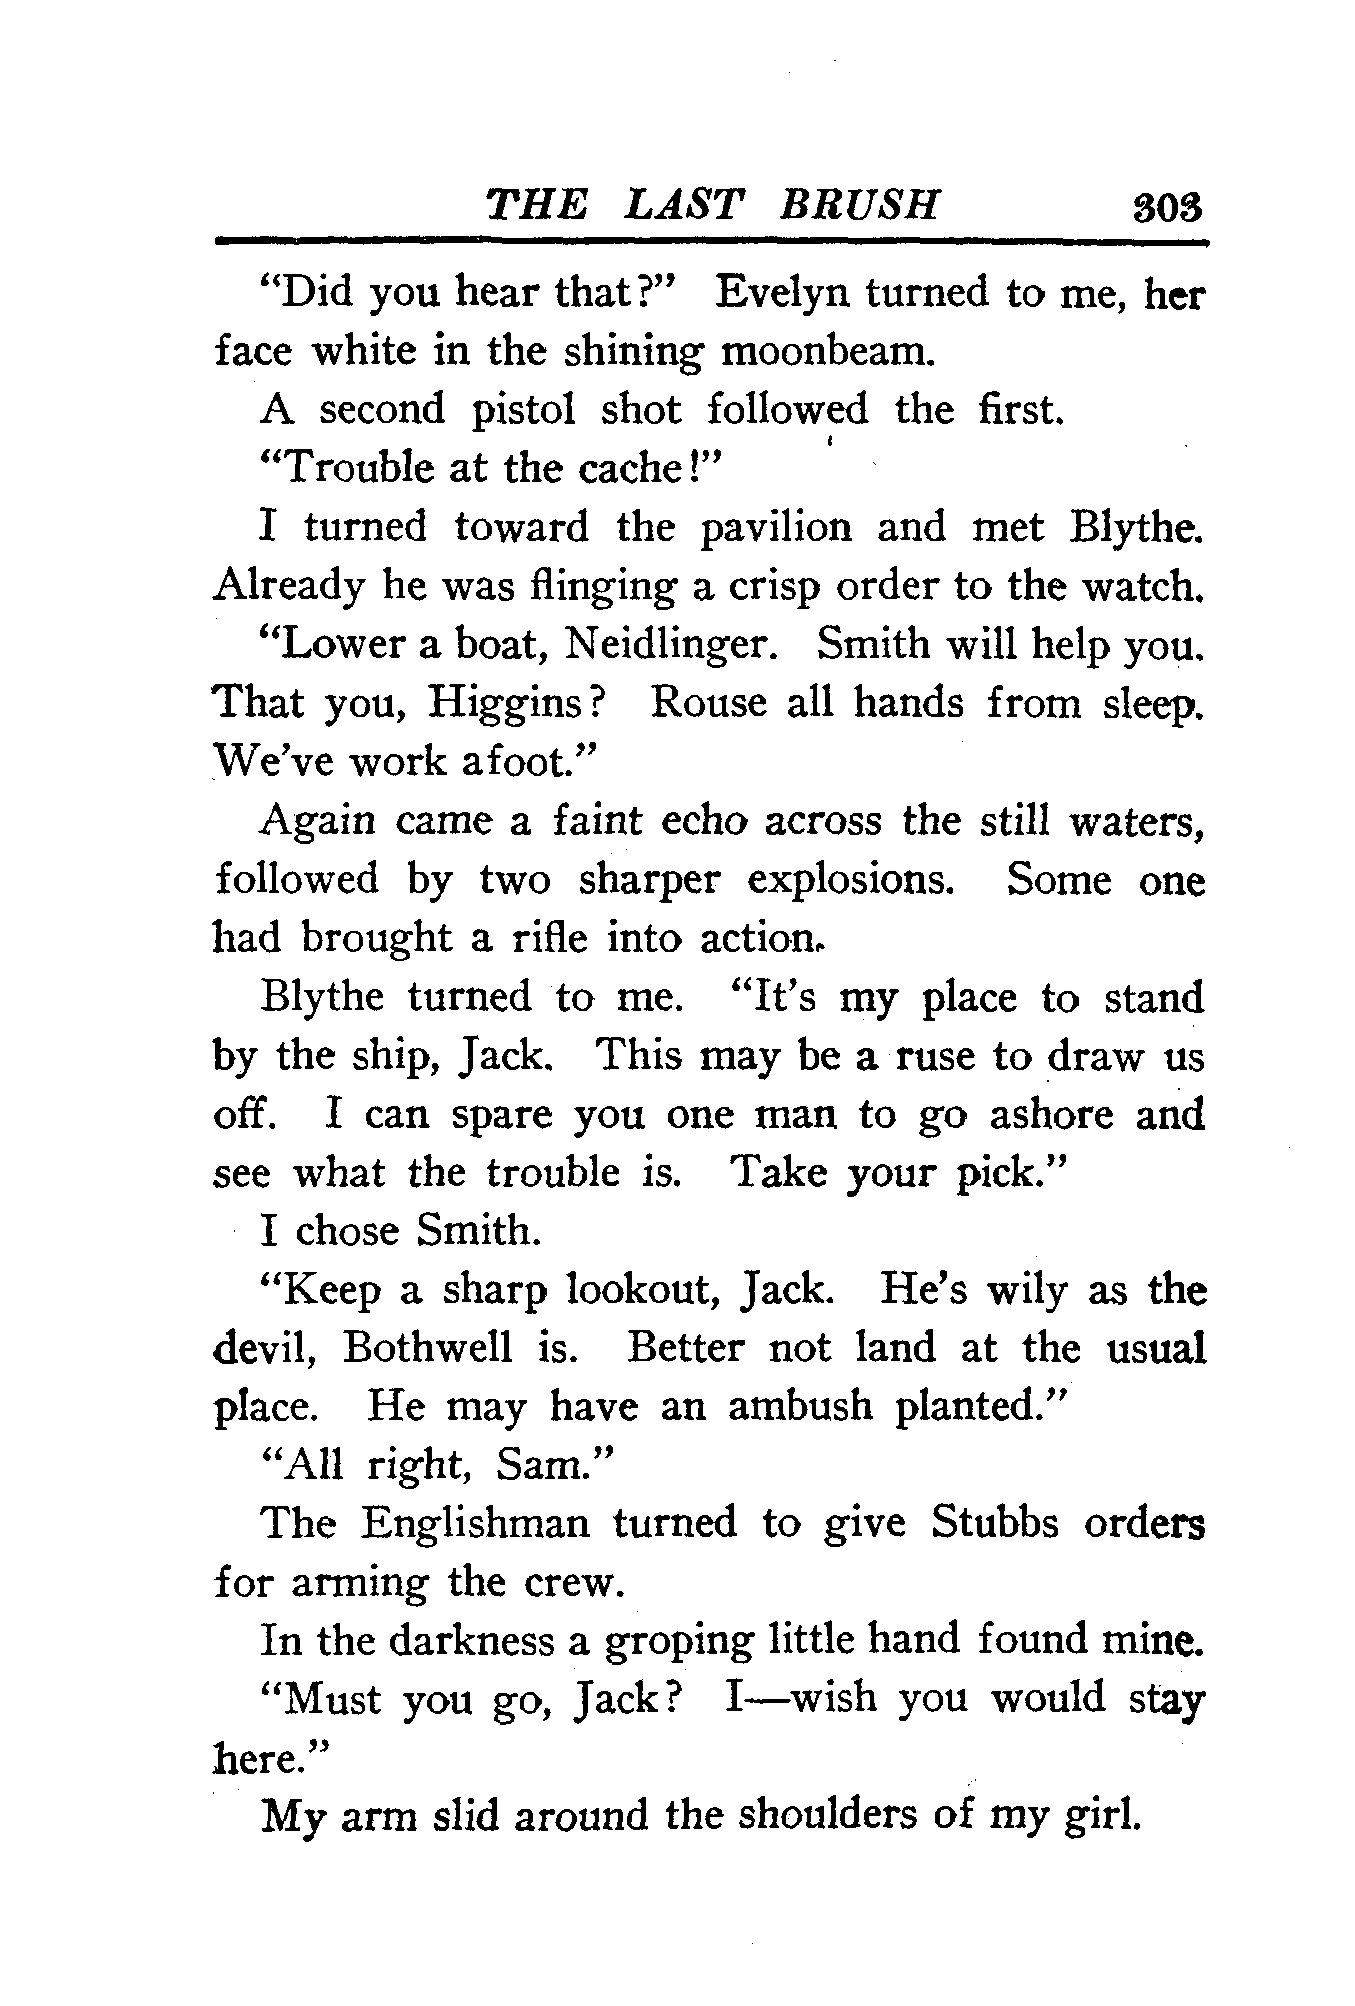 THE LAST BRUSH 303
"Did you hear that?" Evelyn turned to me, her
face white in the shining moonbeam.
A second pistol shot followed the first.
"Trouble at the cache!"
I turned toward the pavilion and met Blythe.
Already he was flinging a crisp order to the watch.
"Lower a boat, Neidlinger. Smith will help you.
That you, Higgins? Rouse all hands from sleep.
We've work afoot."
Again came a faint echo across the still waters,
followed by two sharper explosions. Some one
had brought a rifle into action.
Blythe turned to me. "It's my place to stand
by the ship, Jack. This may be a ruse to draw us
off. I can spare you one man to go ashore and
see what the trouble is. Take your pick."
I chose Smith.
"Keep a sharp lookout, Jack. He's wily as the
devil, Bothwell is. Better not land at the usual
place. He may have an ambush planted."
"All right, Sam."
The Englishman turned to give Stubbs orders
for arming the crew.
In the darkness a groping little hand found mine.
"Must you go, Jack? I—wish you would stay
here."
My arm slid around the shoulders of my girl.